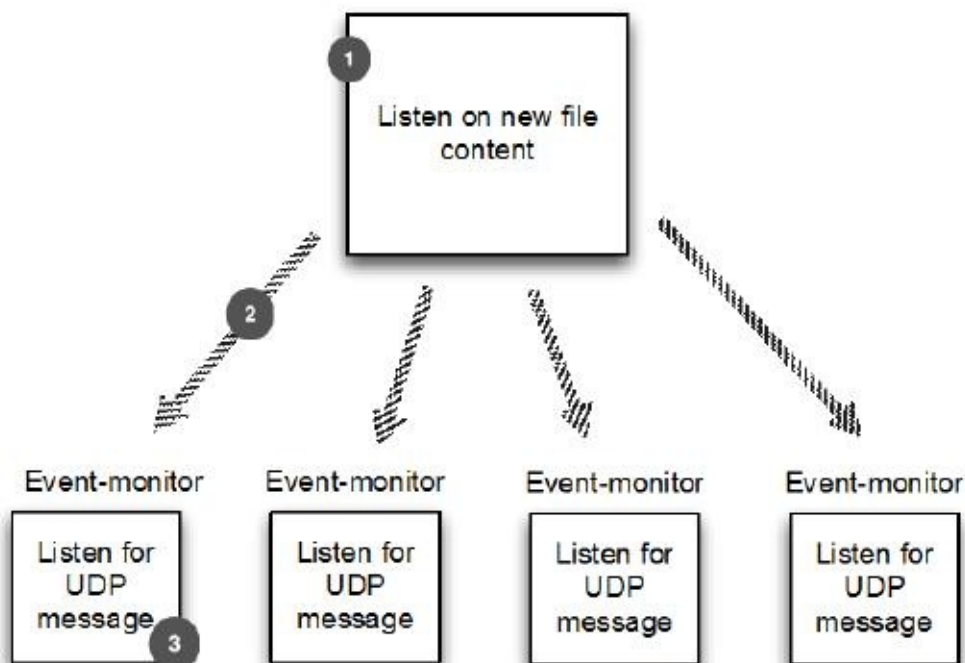 1
Listen on new file
content
2
Event-monitor
Event-monitor
Event-monitor
Event-monitor
Listen for
UDP
message
3
Listen for
UDP
message
Listen for
UDP
message
Listen for
UDP
message